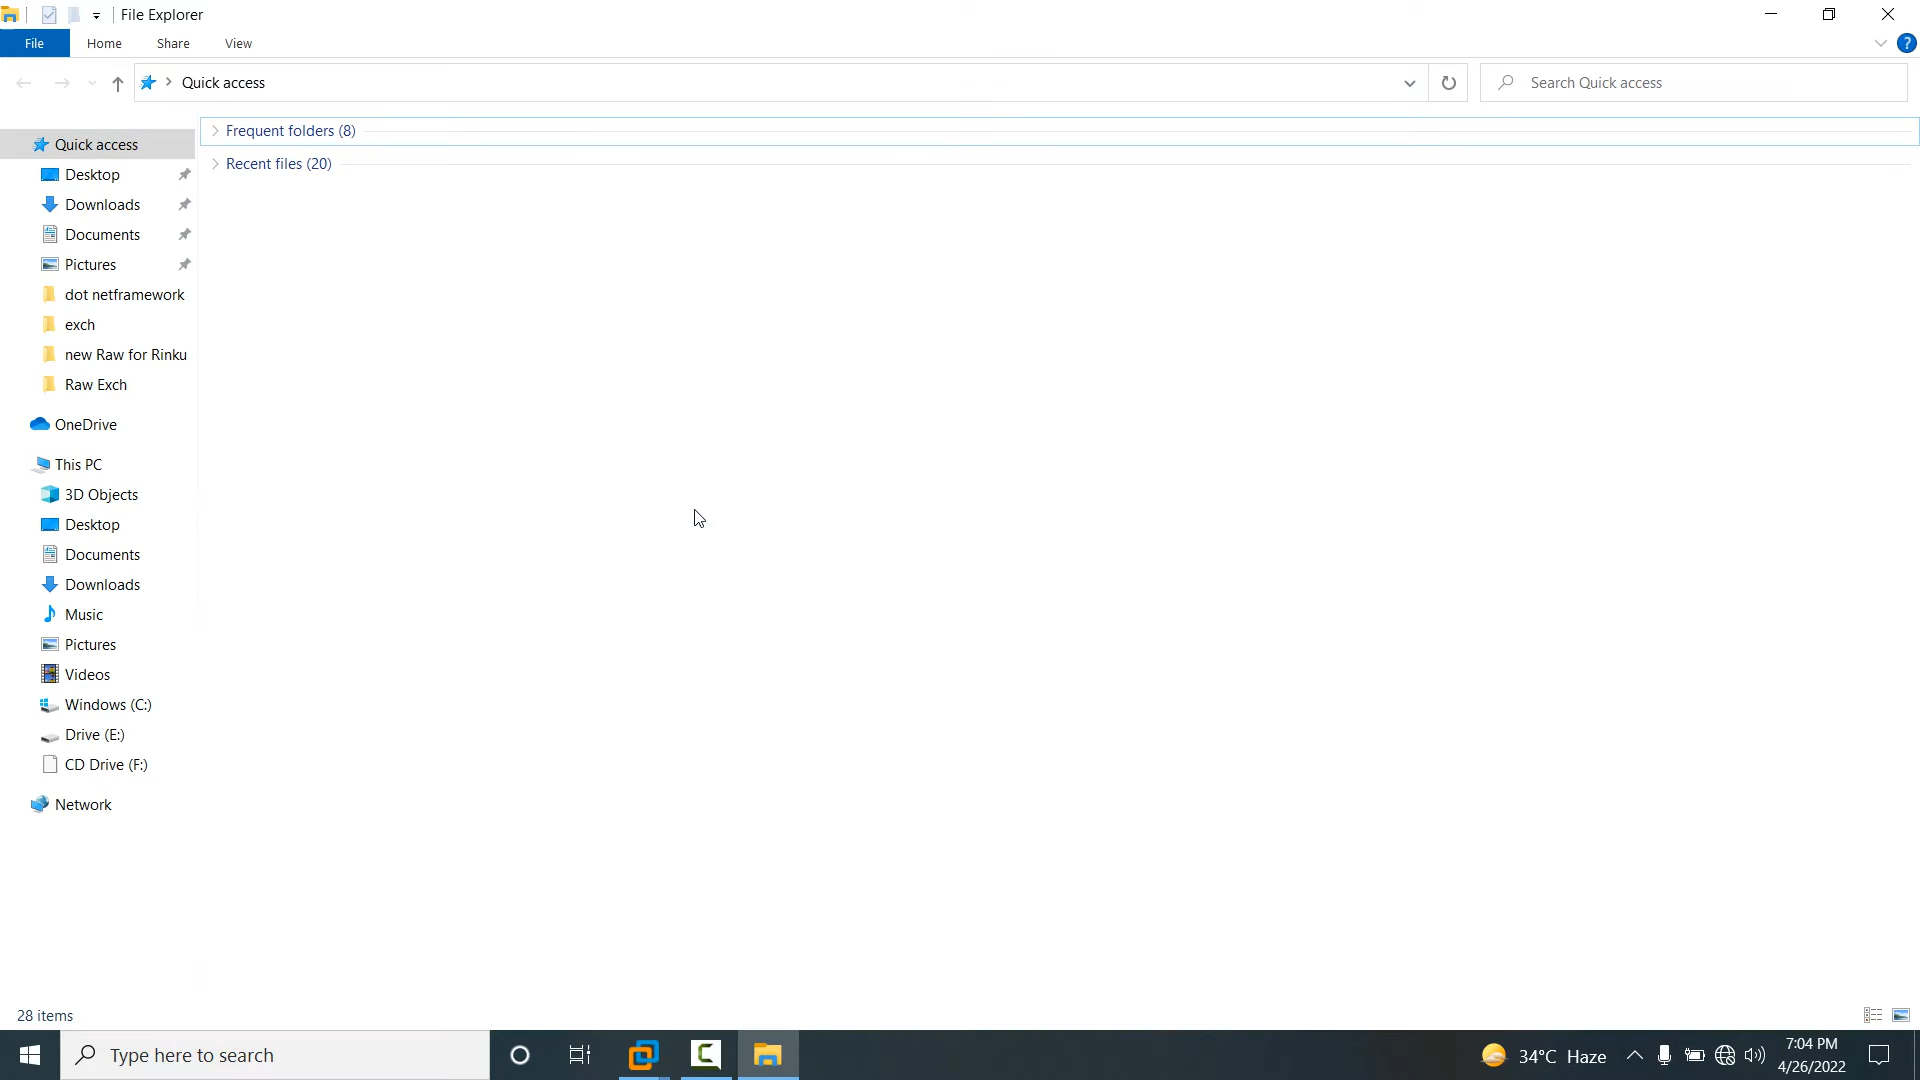 File Explorer
File
Home
Share
View
?
Quick access
Search Quick access
Quick access
Desktop
Downloads
Documents
Pictures
dot netframework
exch
new Raw for Rinku
Raw Exch
OneDrive
This PC
3D Objects
Desktop
Documents
Downloads
Music
Pictures
Videos
Windows (C:)
Drive (E:)
CD Drive (F:)
Network
Frequent folders (8)
Recent files (20)
28 items
Type here to search
34°C Haze
7:04 PM
4/26/2022